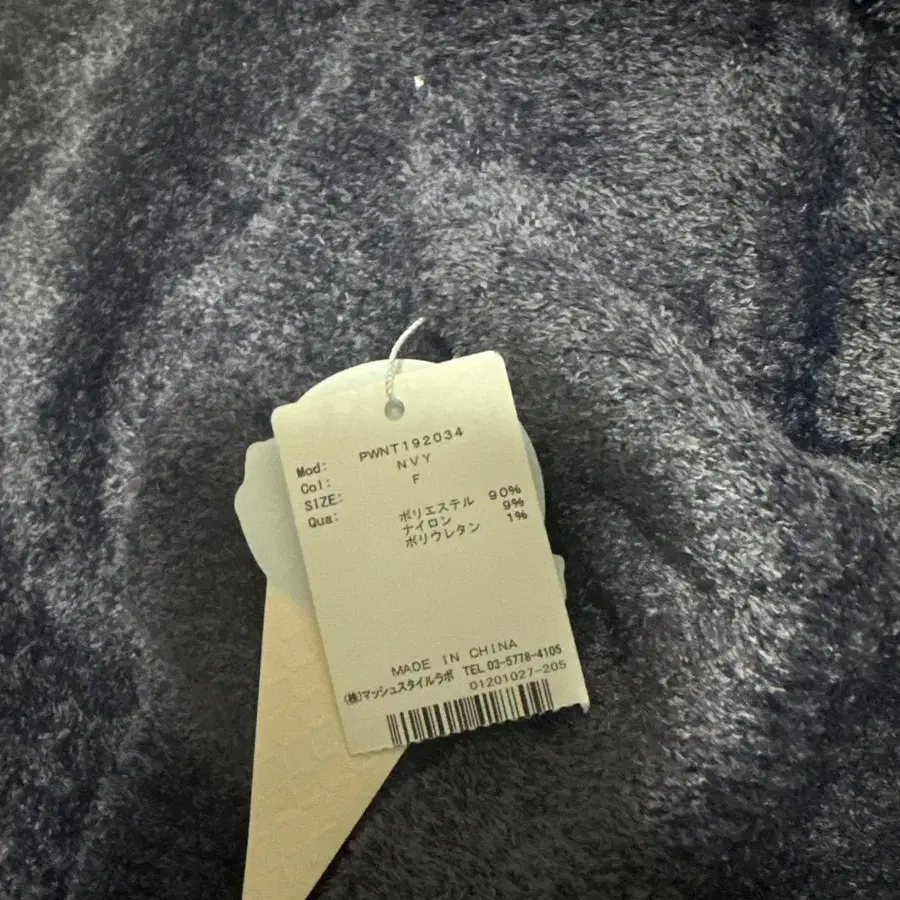 Mod: PWNT192034
Col: NVY
SIZE: F
Qua: ポリエステル 90%
ナイロン 9%
ポリウレタン 1%
MADE IN CHINA
(株)マッシュスタイルラボ TEL 03-5778-4105
01201027-205